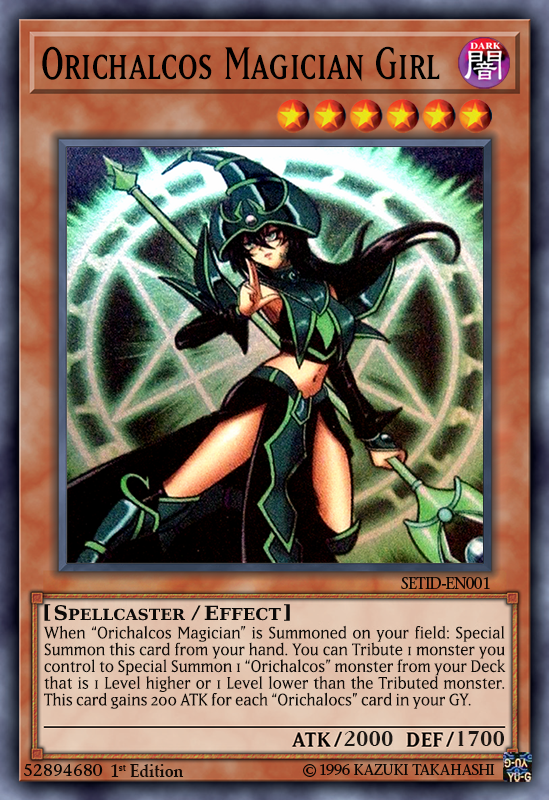 Orichalcos Magician Girl
DARK
闇
SETID-EN001
[Spellcaster / Effect]
When “Orichalcos Magician” is Summoned on your field: Special
Summon this card from your hand. You can Tribute 1 monster you
control to Special Summon 1 “Orichalcos” monster from your Deck
that is 1 Level higher or 1 Level lower than the Tributed monster.
This card gains 200 ATK for each “Orichalocs” card in your GY.
ATK/2000 DEF/1700
52894680 1st Edition
© 1996 KAZUKI TAKAHASHI
YU-G
YU-G